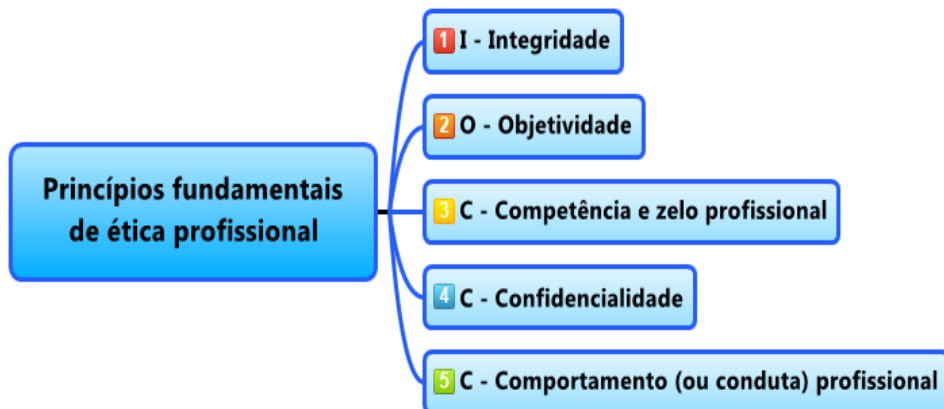 Princípios fundamentais
de ética profissional
1 I - Integridade
2 O - Objetividade
3 C - Competência e zelo profissional
4 C - Confidencialidade
5 C - Comportamento (ou conduta) profissional